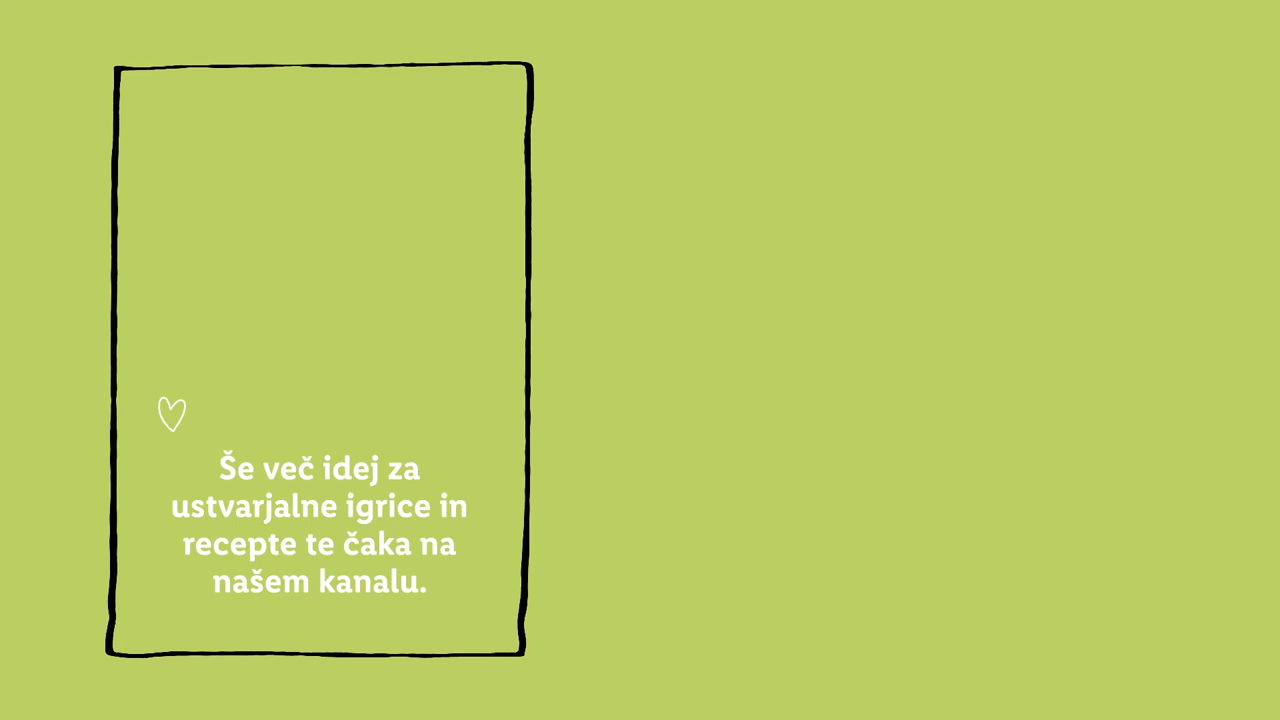 Še več idej za
ustvarjalne igrice in
recepte te čaka na
našem kanalu.